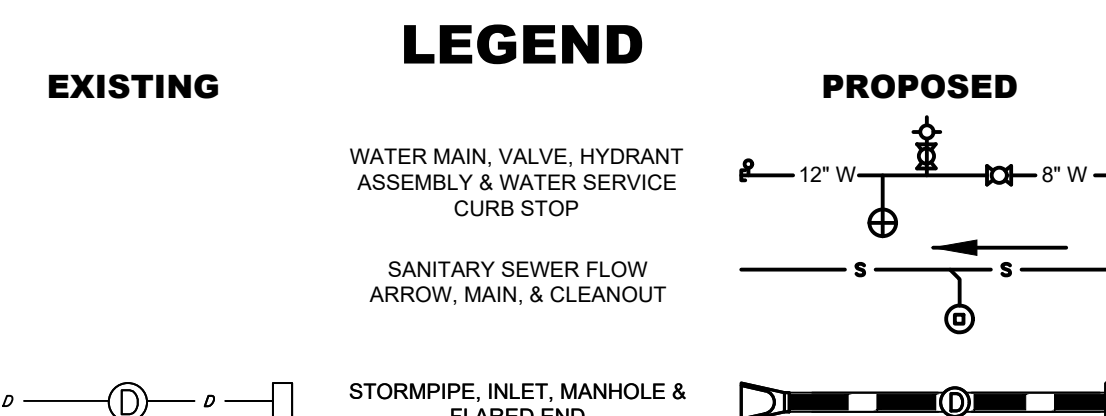 LEGEND
EXISTING
PROPOSED
WATER MAIN, VALVE, HYDRANT
ASSEMBLY & WATER SERVICE
CURB STOP
12" W
8" W
SANITARY SEWER FLOW
ARROW, MAIN, & CLEANOUT
S
S
D
D
D
STORMPIPE, INLET, MANHOLE &
FLARED END
D